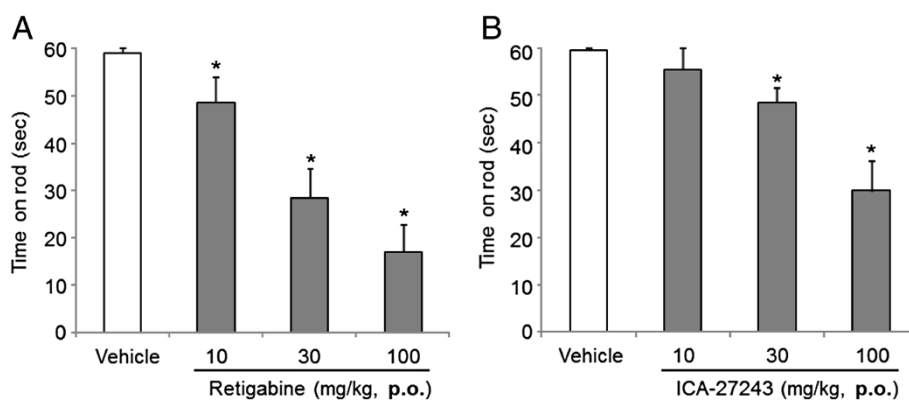 A
Time on rod (sec)
60
50
40
30
20
10
0
*
*
*
Vehicle 10 30 100
Retigabine (mg/kg, p.o.)
B
Time on rod (sec)
60
50
40
30
20
10
0
*
*
Vehicle 10 30 100
ICA-27243 (mg/kg, p.o.)